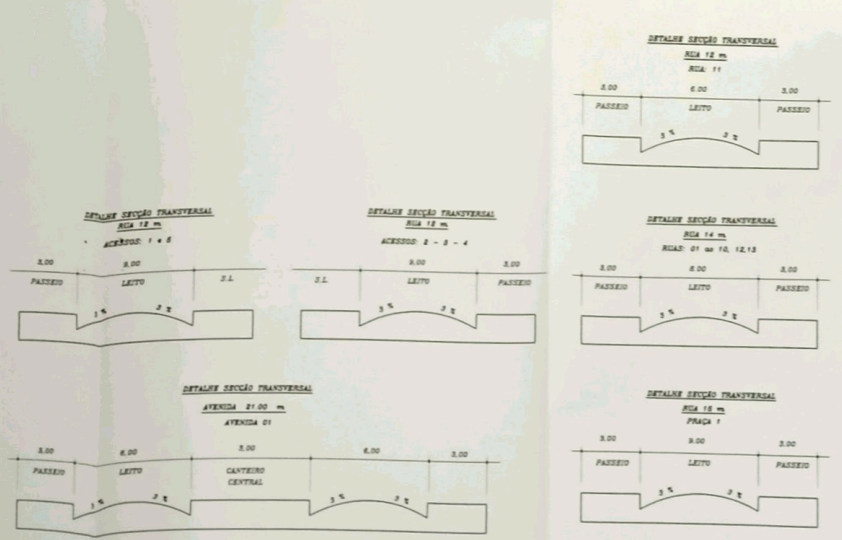 DETALHE SECÇÃO TRANSVERSAL
RUA 12 m
RUA: 11
3,00 6,00 3,00
PASSEIO LEITO PASSEIO
3 % 3 %
DETALHE SECÇÃO TRANSVERSAL
RUA 12 m
ACESSOS: 1 e 5
3,00 9,00
PASSEIO LEITO S.L.
3 % 3 %
DETALHE SECÇÃO TRANSVERSAL
RUA 12 m
ACESSOS: 2 - 3 - 4
9,00 3,00
S.L. LEITO PASSEIO
3 % 3 %
DETALHE SECÇÃO TRANSVERSAL
RUA 14 m
RUAS: 01 ao 10, 12,13
3,00 8,00 3,00
PASSEIO LEITO PASSEIO
3 % 3 %
DETALHE SECÇÃO TRANSVERSAL
AVENIDA 21.00 m
AVENIDA 01
3,00 6,00 3,00 6,00 3,00
PASSEIO LEITO CANTEIRO
CENTRAL
3 % 3 % 3 % 3 %
DETALHE SECÇÃO TRANSVERSAL
RUA 15 m
PRAÇA 1
3,00 9,00 3,00
PASSEIO LEITO PASSEIO
3 % 3 %